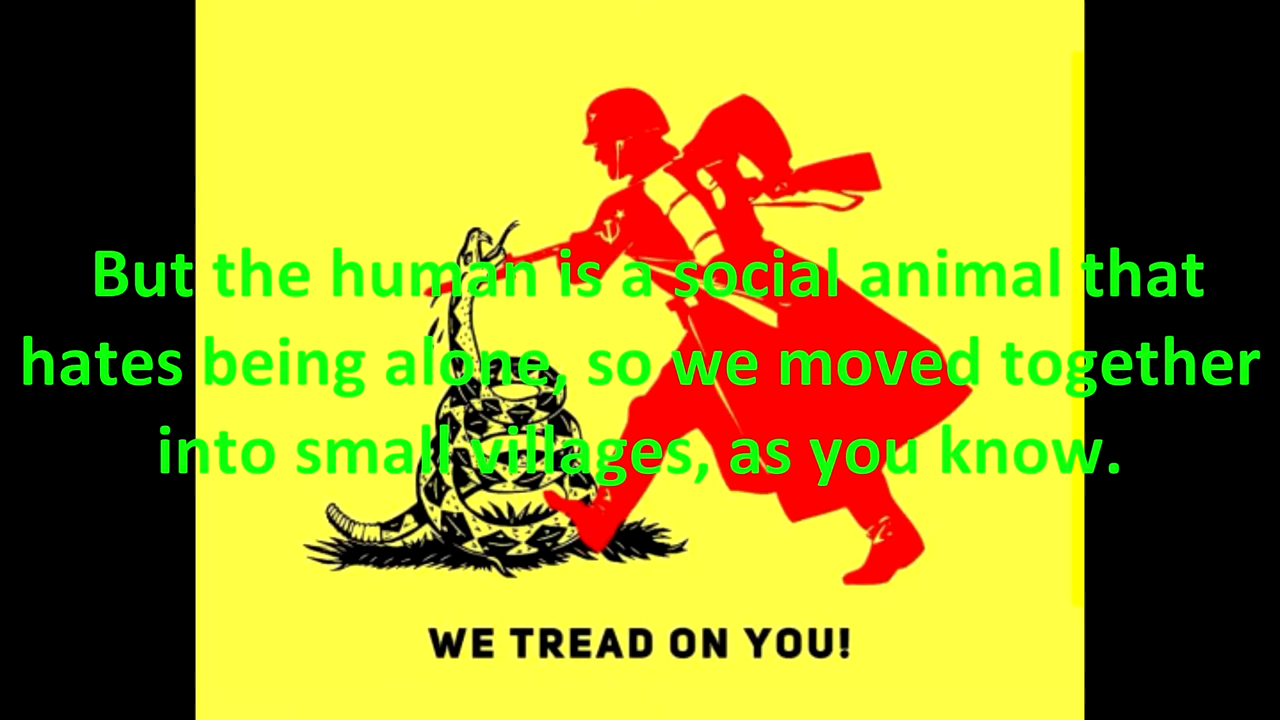 But the human is a social animal that
hates being alone, so we moved together
into small villages, as you know.
WE TREAD ON YOU!